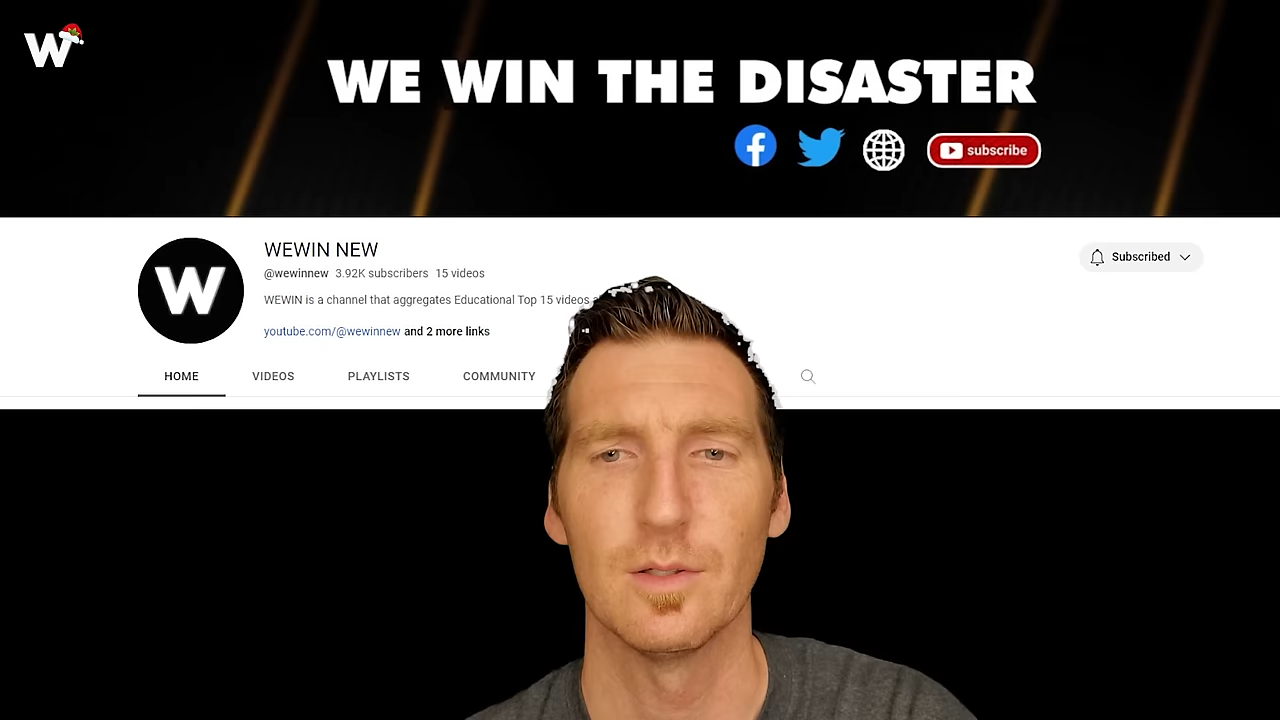 W
WE WIN THE DISASTER
f
subscribe
W
WEWIN NEW
@wewinnew 3.92K subscribers 15 videos
Subscribed
WEWIN is a channel that aggregates Educational Top 15 videos
youtube.com/@wewinnew and 2 more links
HOME VIDEOS PLAYLISTS COMMUNITY